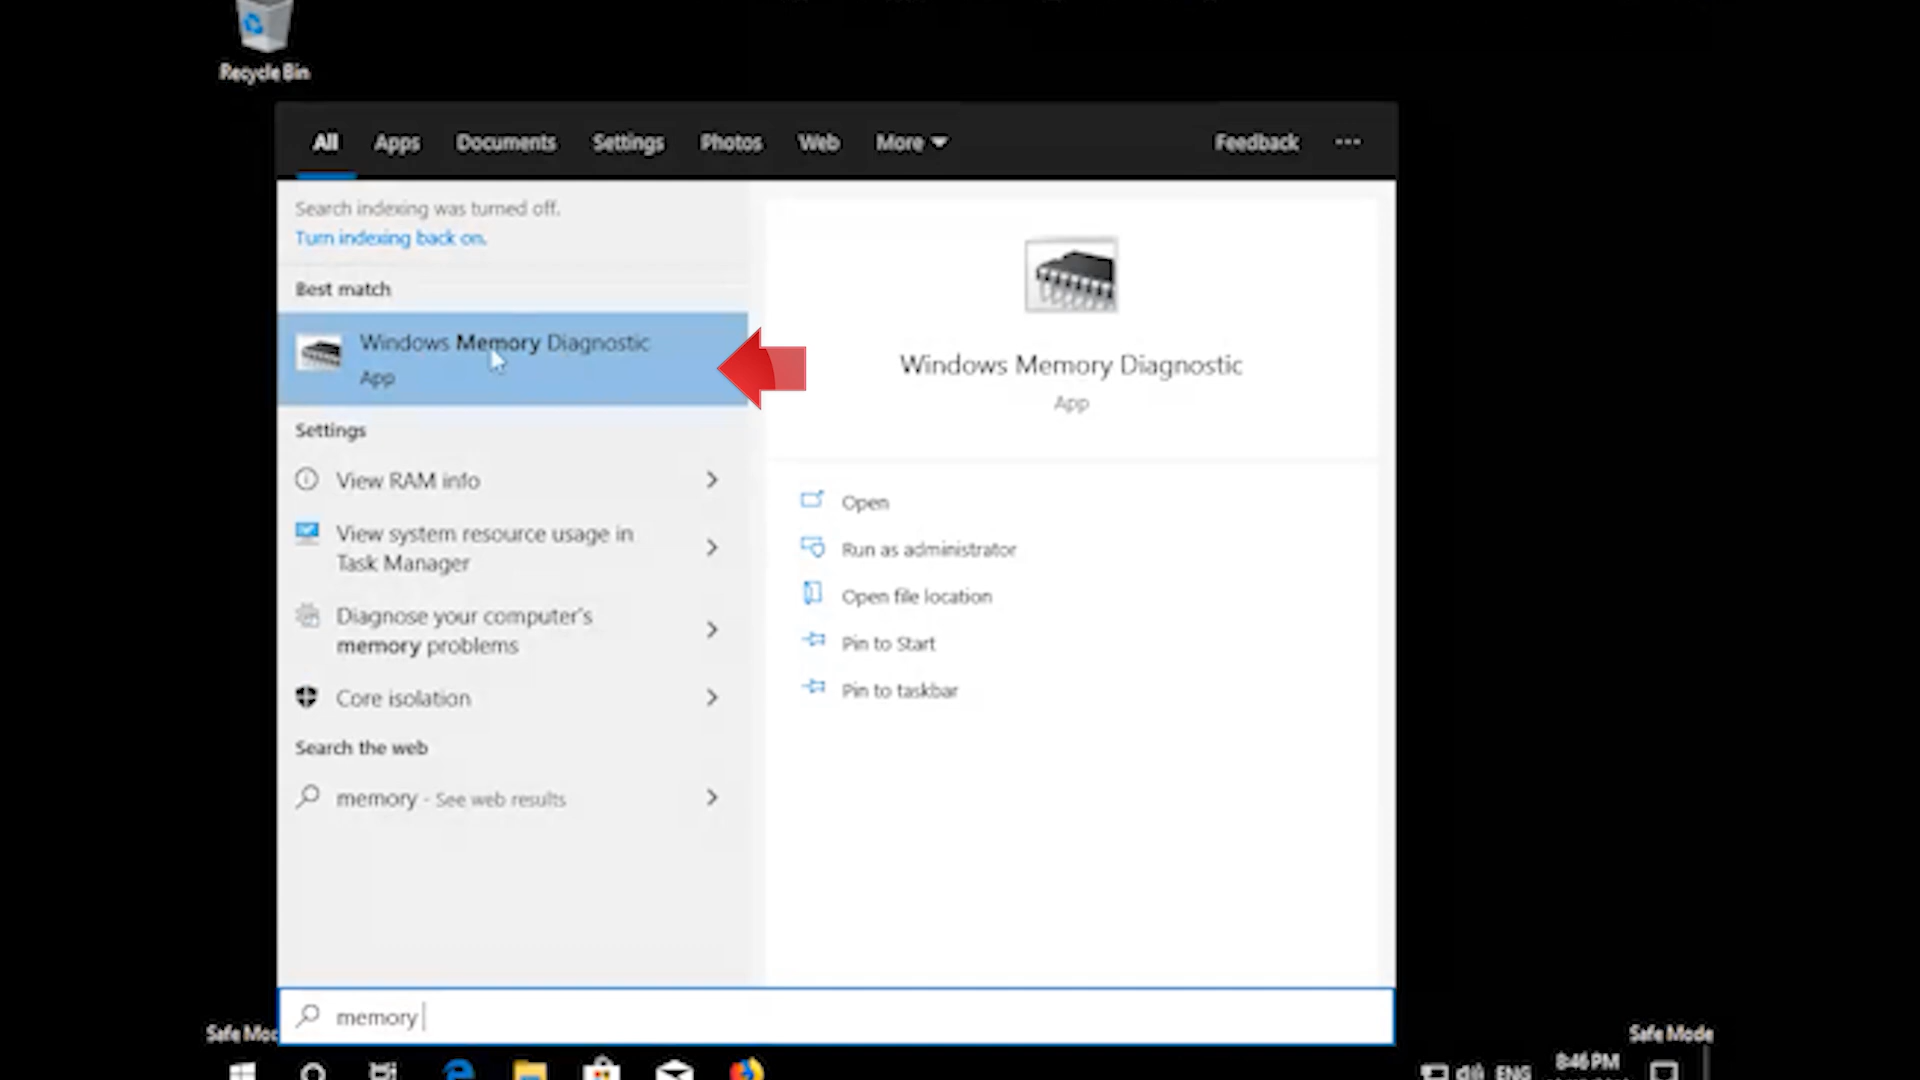 Recycle Bin
All Apps Documents Settings Photos Web More Feedback
Search indexing was turned off.
Turn indexing back on.
Best match
Windows Memory Diagnostic
App
Settings
View RAM info
View system resource usage in
Task Manager
Diagnose your computer's
memory problems
Core isolation
Search the web
memory - See web results
Windows Memory Diagnostic
App
Open
Run as administrator
Open file location
Pin to Start
Pin to taskbar
memory
Safe Mod
Safe Mode
ENG
8:46 PM